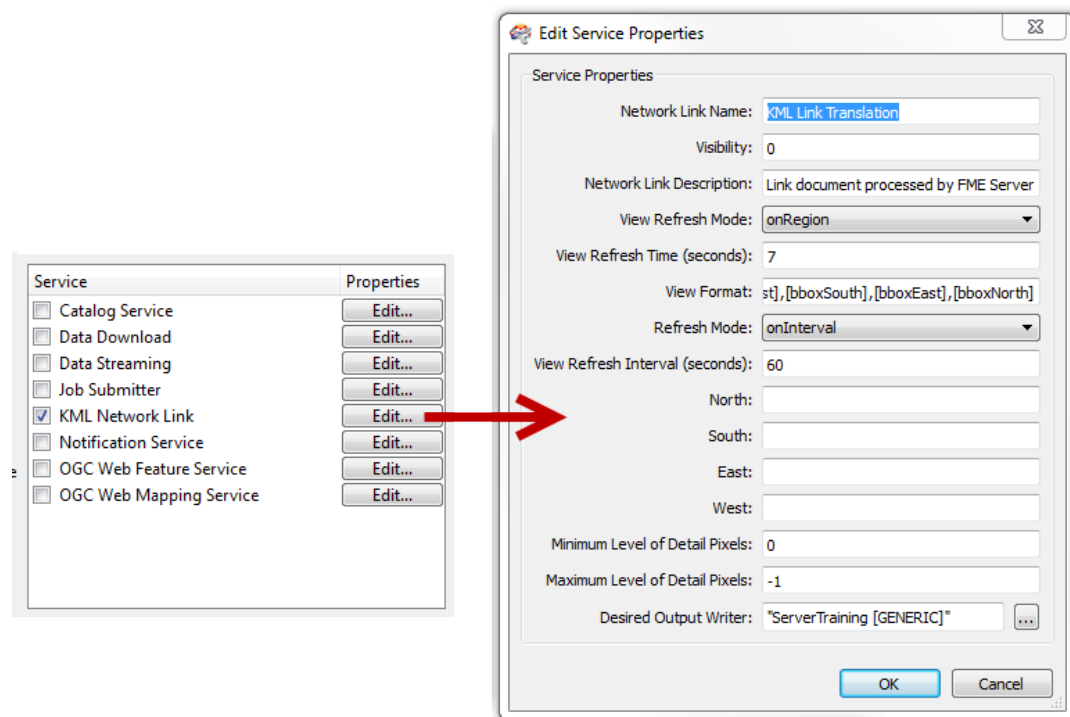 Edit Service Properties
Service Properties
Network Link Name: KML Link Translation
Visibility: 0
Network Link Description: Link document processed by FME Server
View Refresh Mode: onRegion
View Refresh Time (seconds): 7
View Format: st],[bboxSouth],[bboxEast],[bboxNorth]
Refresh Mode: onInterval
View Refresh Interval (seconds): 60
North:
South:
East:
West:
Minimum Level of Detail Pixels: 0
Maximum Level of Detail Pixels: -1
Desired Output Writer: "ServerTraining [GENERIC]" ...
OK Cancel
Service Properties
Catalog Service Edit...
Data Download Edit...
Data Streaming Edit...
Job Submitter Edit...
KML Network Link Edit...
Notification Service Edit...
OGC Web Feature Service Edit...
OGC Web Mapping Service Edit...
e